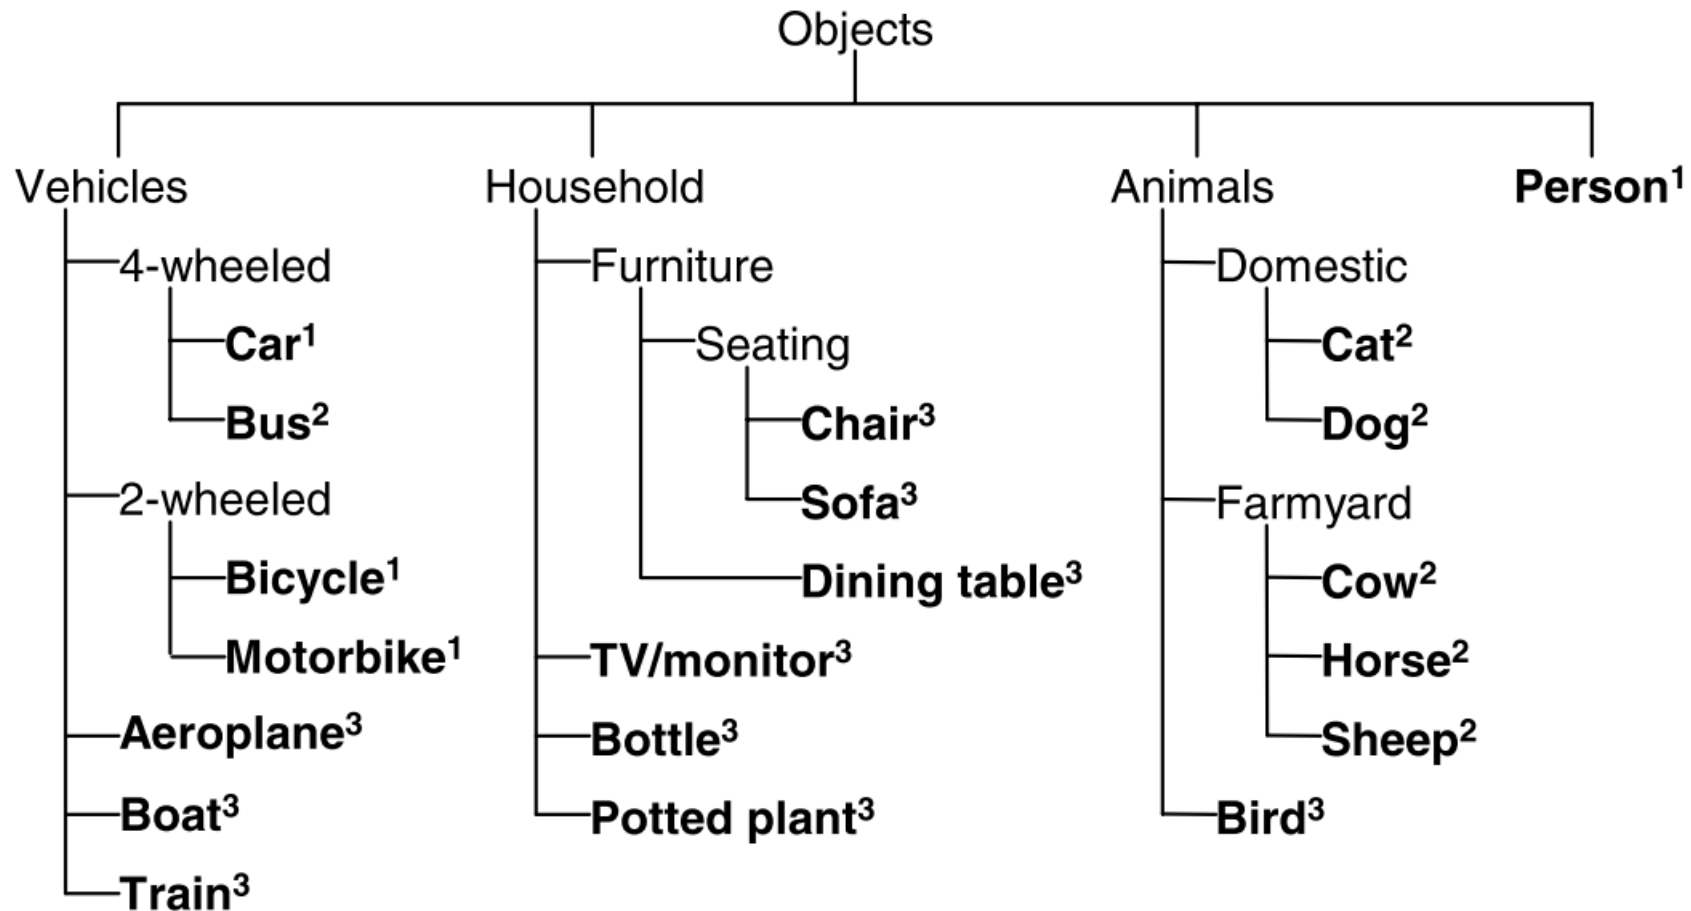 Objects
Vehicles
4-wheeled
Car¹
Bus²
2-wheeled
Bicycle¹
Motorbike¹
Aeroplane³
Boat³
Train³
Household
Furniture
Seating
Chair³
Sofa³
Dining table³
TV/monitor³
Bottle³
Potted plant³
Animals
Domestic
Cat²
Dog²
Farmyard
Cow²
Horse²
Sheep²
Bird³
Person¹